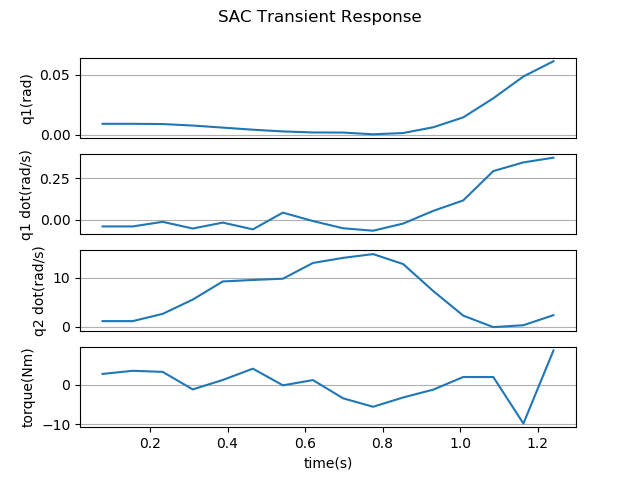 SAC Transient Response
q1(rad)
0.05
0.00
q1 dot(rad/s)
0.25
0.00
q2 dot(rad/s)
10
0
torque(Nm)
0
−10
0.2 0.4 0.6 0.8 1.0 1.2
time(s)